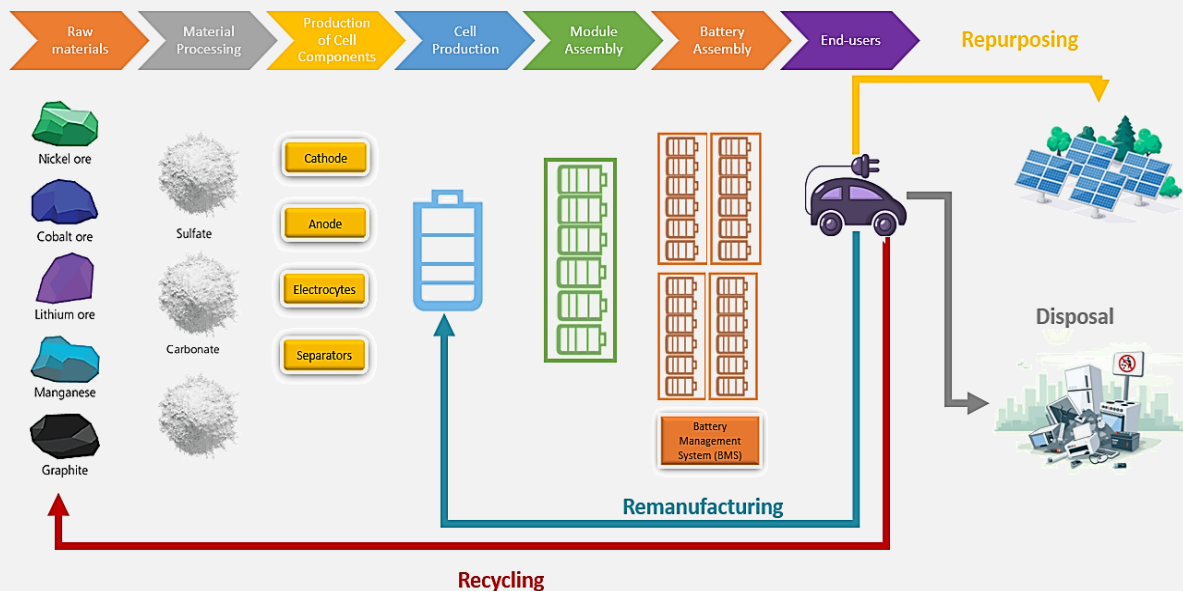 Raw
materials
Material
Processing
Production
of Cell
Components
Cell
Production
Module
Assembly
Battery
Assembly
End-users
Repurposing
Nickel ore
Cobalt ore
Lithium ore
Manganese
Graphite
Sulfate
Carbonate
Cathode
Anode
Electrocytes
Separators
Battery
Management
System (BMS)
Disposal
Remanufacturing
Recycling